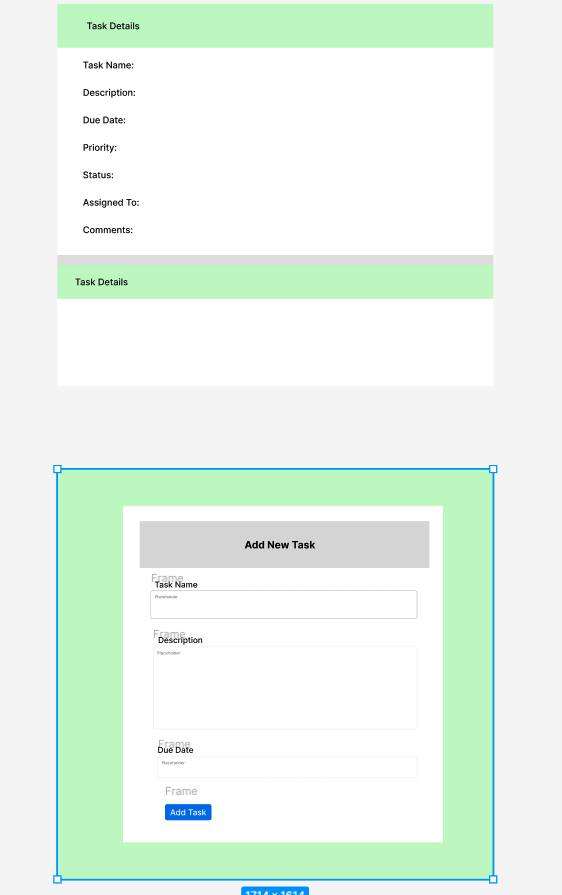 Task Details
Task Name:
Description:
Due Date:
Priority:
Status:
Assigned To:
Comments:
Task Details
Add New Task
Frame
Task Name
Placeholder
Frame
Description
Placeholder
Frame
Due Date
Placeholder
Frame
Add Task
1714 × 1614